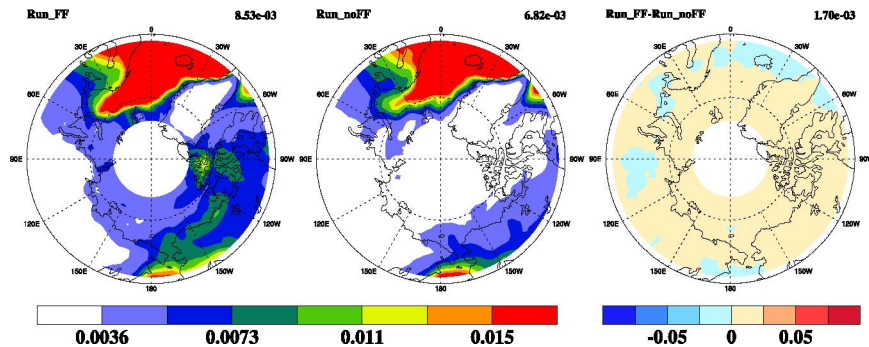 Run_FF 8.53e-03
Run_noFF 6.82e-03
Run_FF-Run_noFF 1.70e-03
0 0 0
30E 30W 30E 30W 30E 30W
60E 60W 60E 60W 60E 60W
90E 90W 90E 90W 90E 90W
120E 120W 120E 120W 120E 120W
150E 150W 150E 150W 150E 150W
180 180 180
0.0036 0.0073 0.011 0.015 -0.05 0 0.05